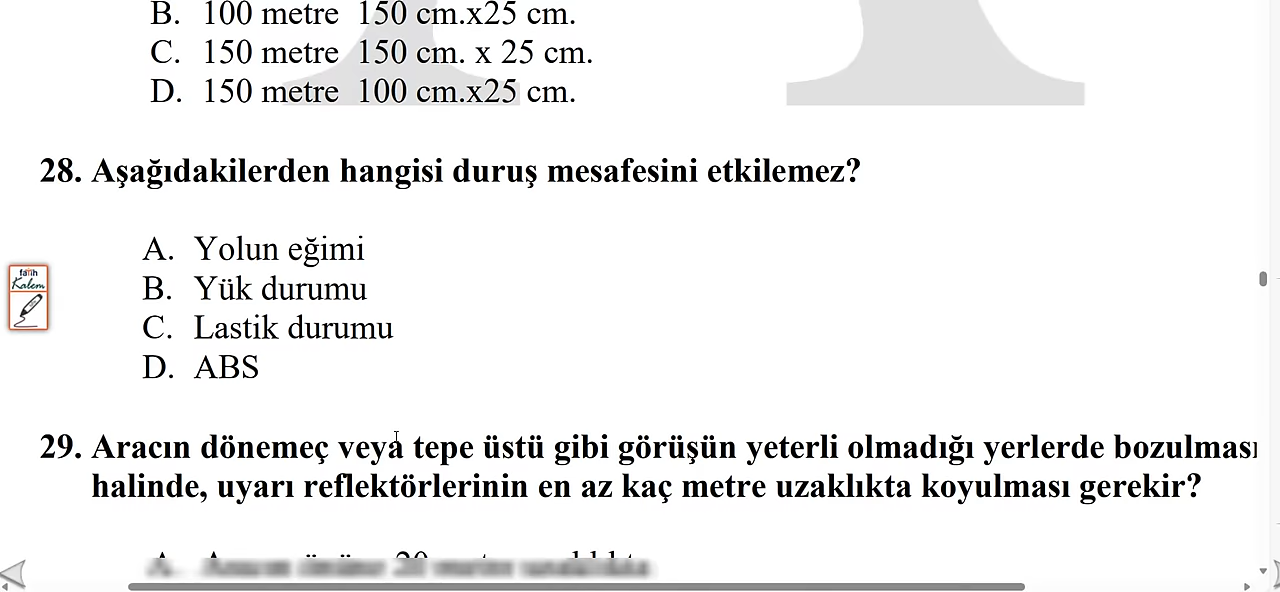 B. 100 metre 150 cm.x25 cm.
C. 150 metre 150 cm. x 25 cm.
D. 150 metre 100 cm.x25 cm.
28. Aşağıdakilerden hangisi duruş mesafesini etkilemez?
A. Yolun eğimi
fatih
Kalem
B. Yük durumu
C. Lastik durumu
D. ABS
29. Aracın dönemeç veya tepe üstü gibi görüşün yeterli olmadığı yerlerde bozulması
halinde, uyarı reflektörlerinin en az kaç metre uzaklıkta koyulması gerekir?